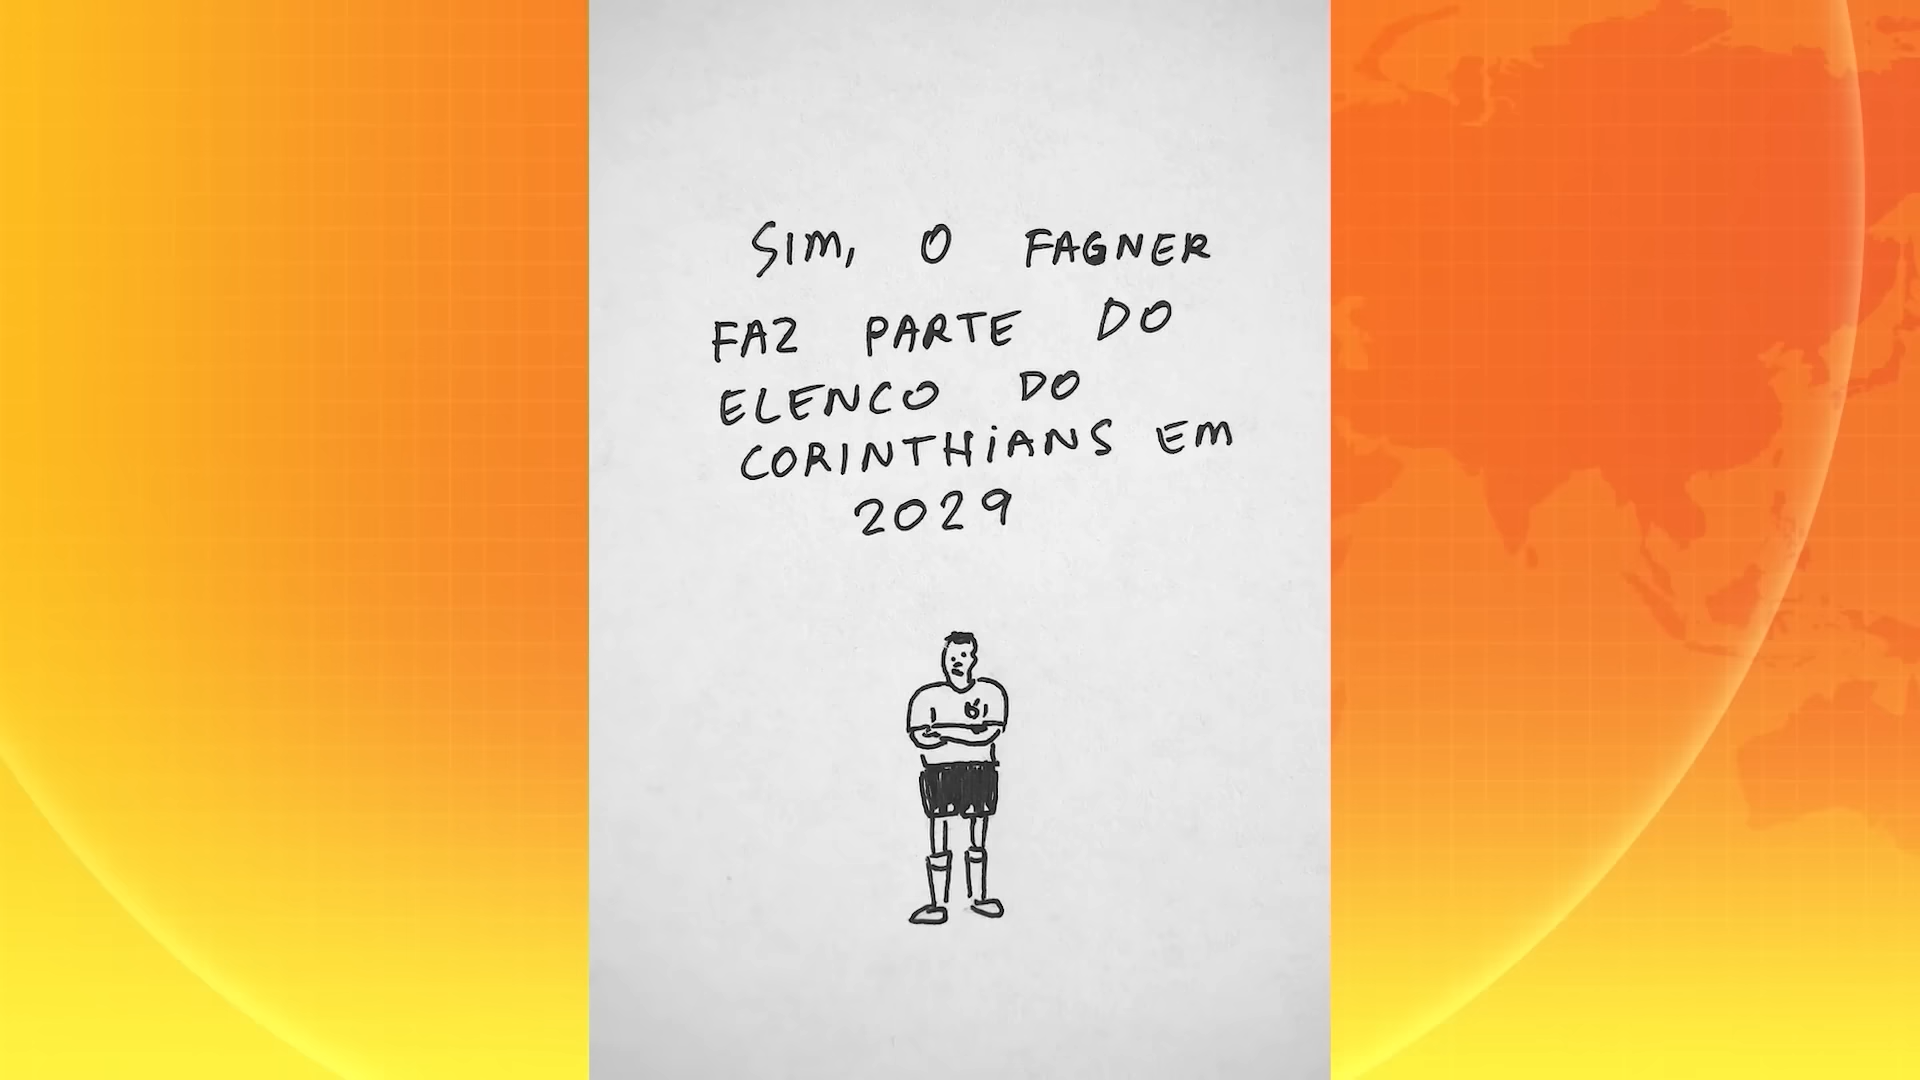 SIM, O FAGNER
FAZ PARTE DO
ELENCO DO
CORINTHiANS EM
2029